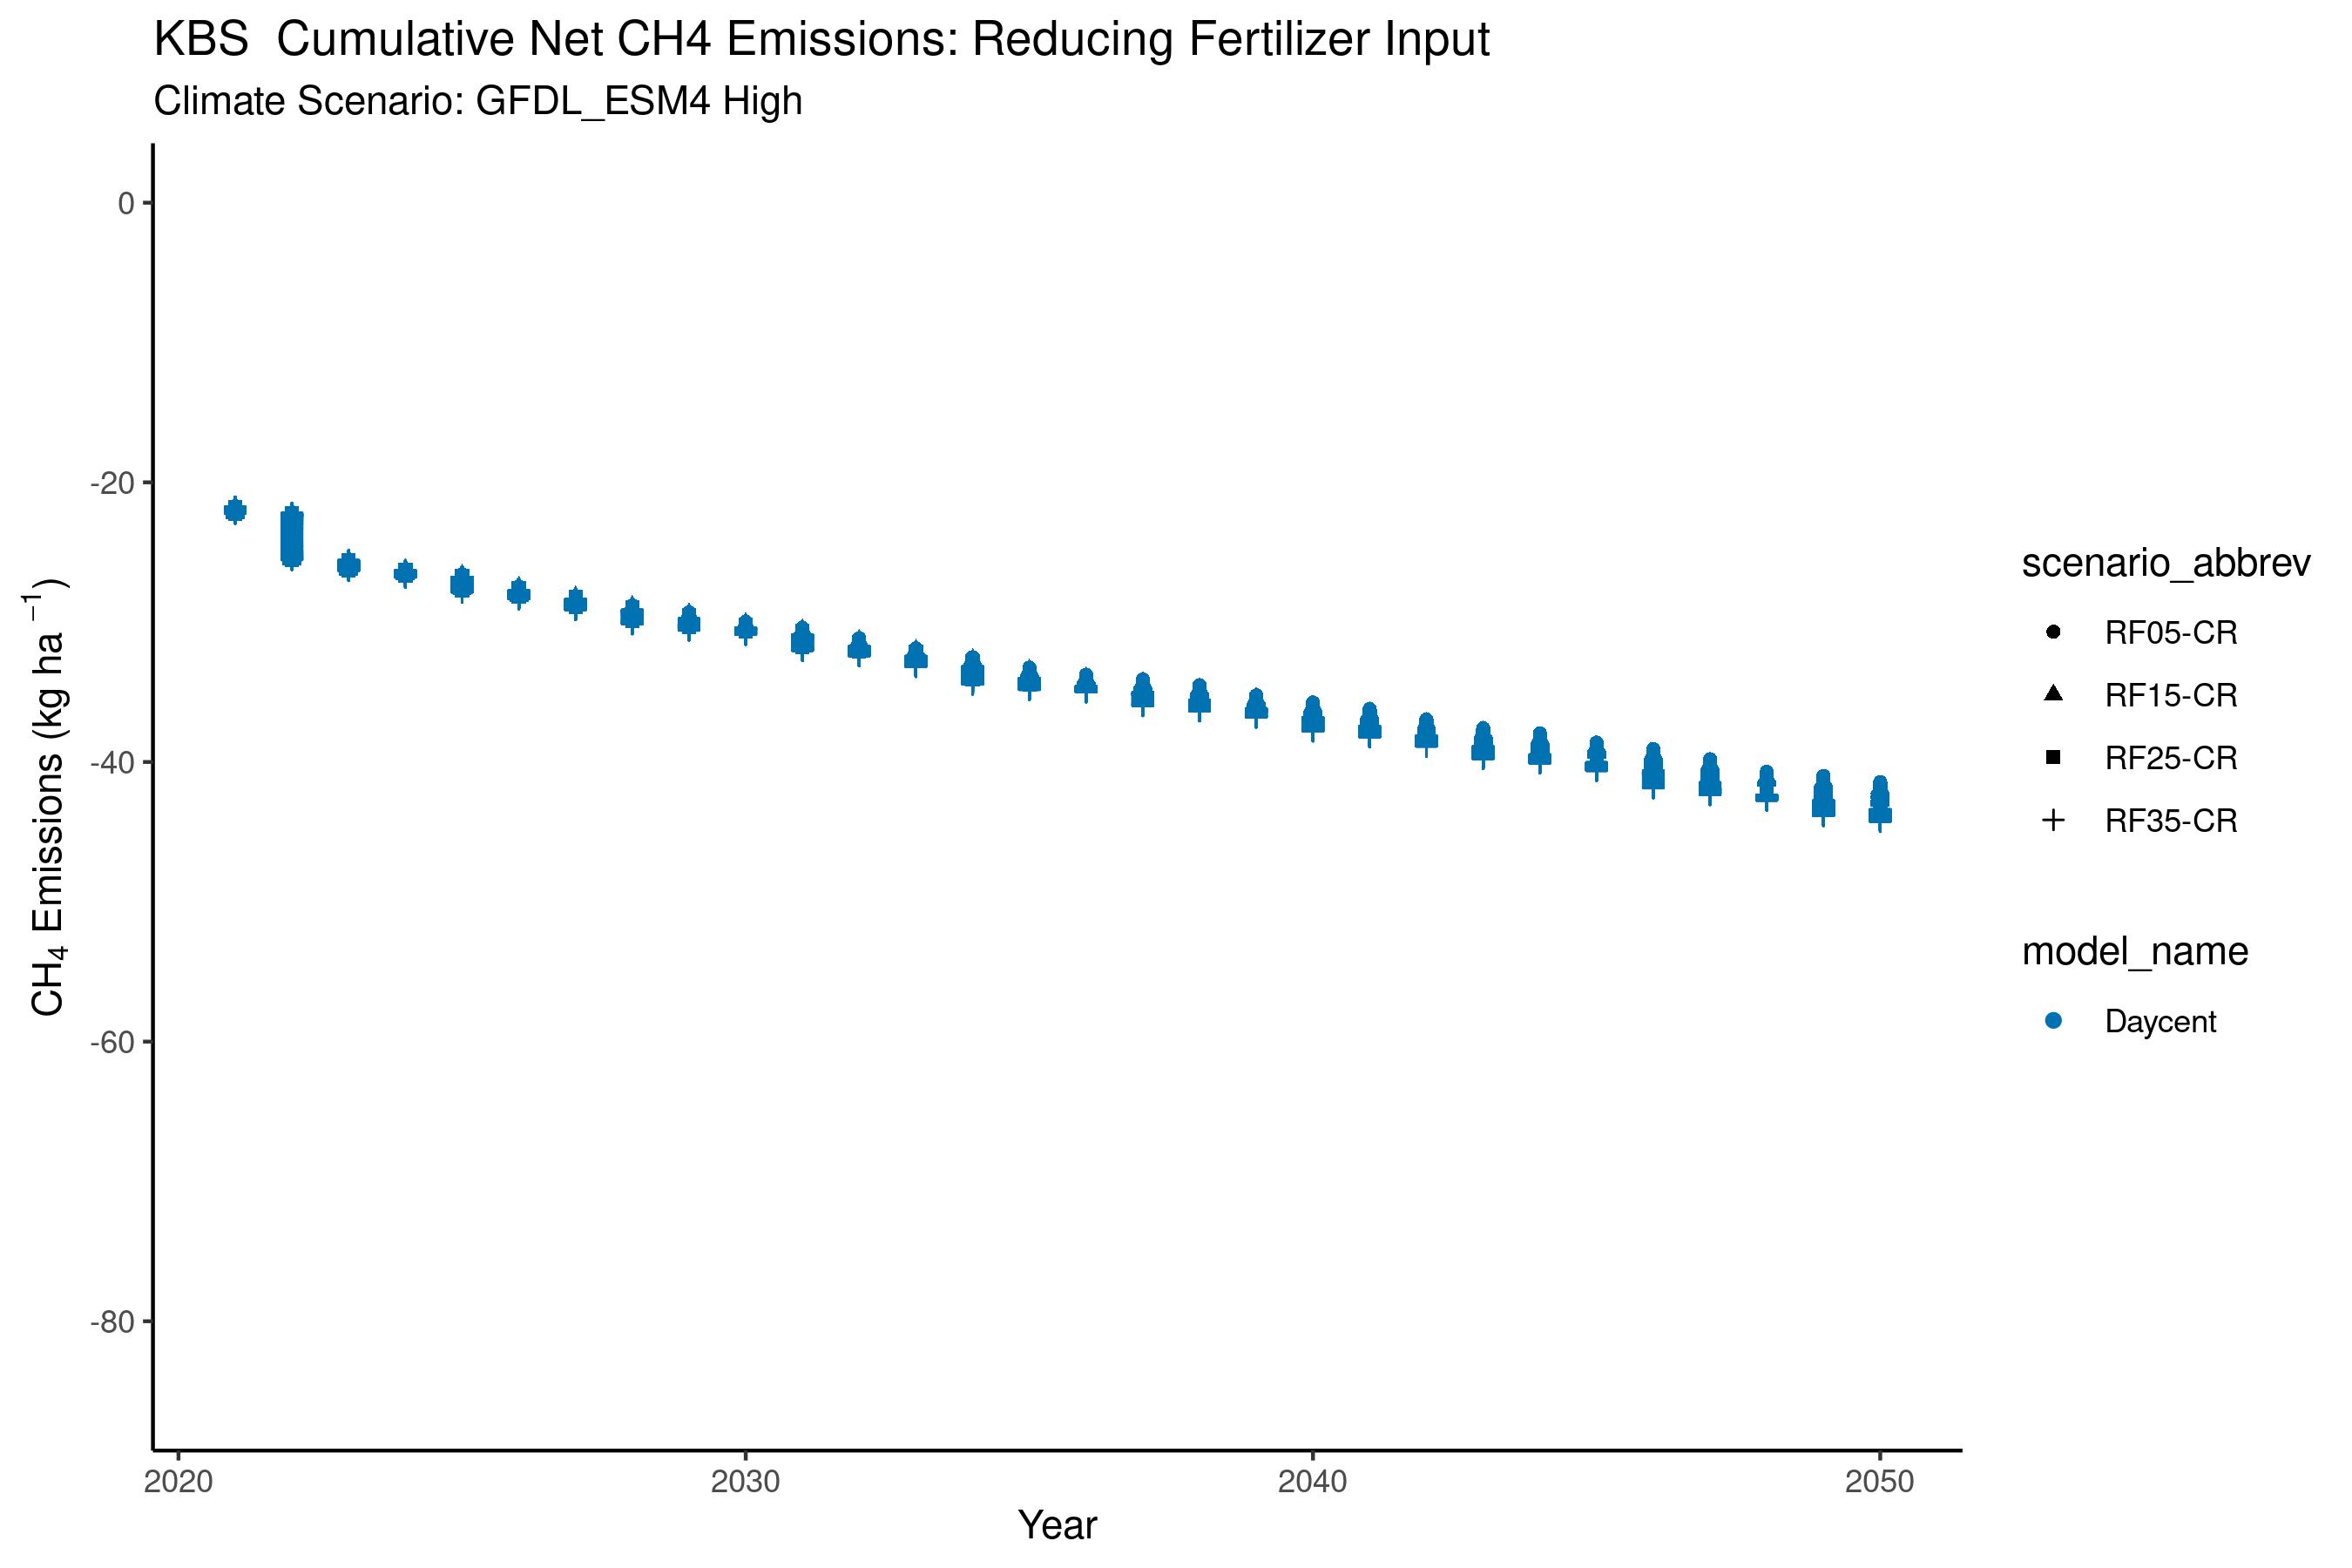 KBS  Cumulative Net CH4 Emissions: Reducing Fertilizer Input
Climate Scenario: GFDL_ESM4 High
CH₄ Emissions (kg ha ⁻¹)
0
-20
-40
-60
-80
2020
2030
2040
2050
Year
scenario_abbrev
RF05-CR
RF15-CR
RF25-CR
RF35-CR
model_name
Daycent